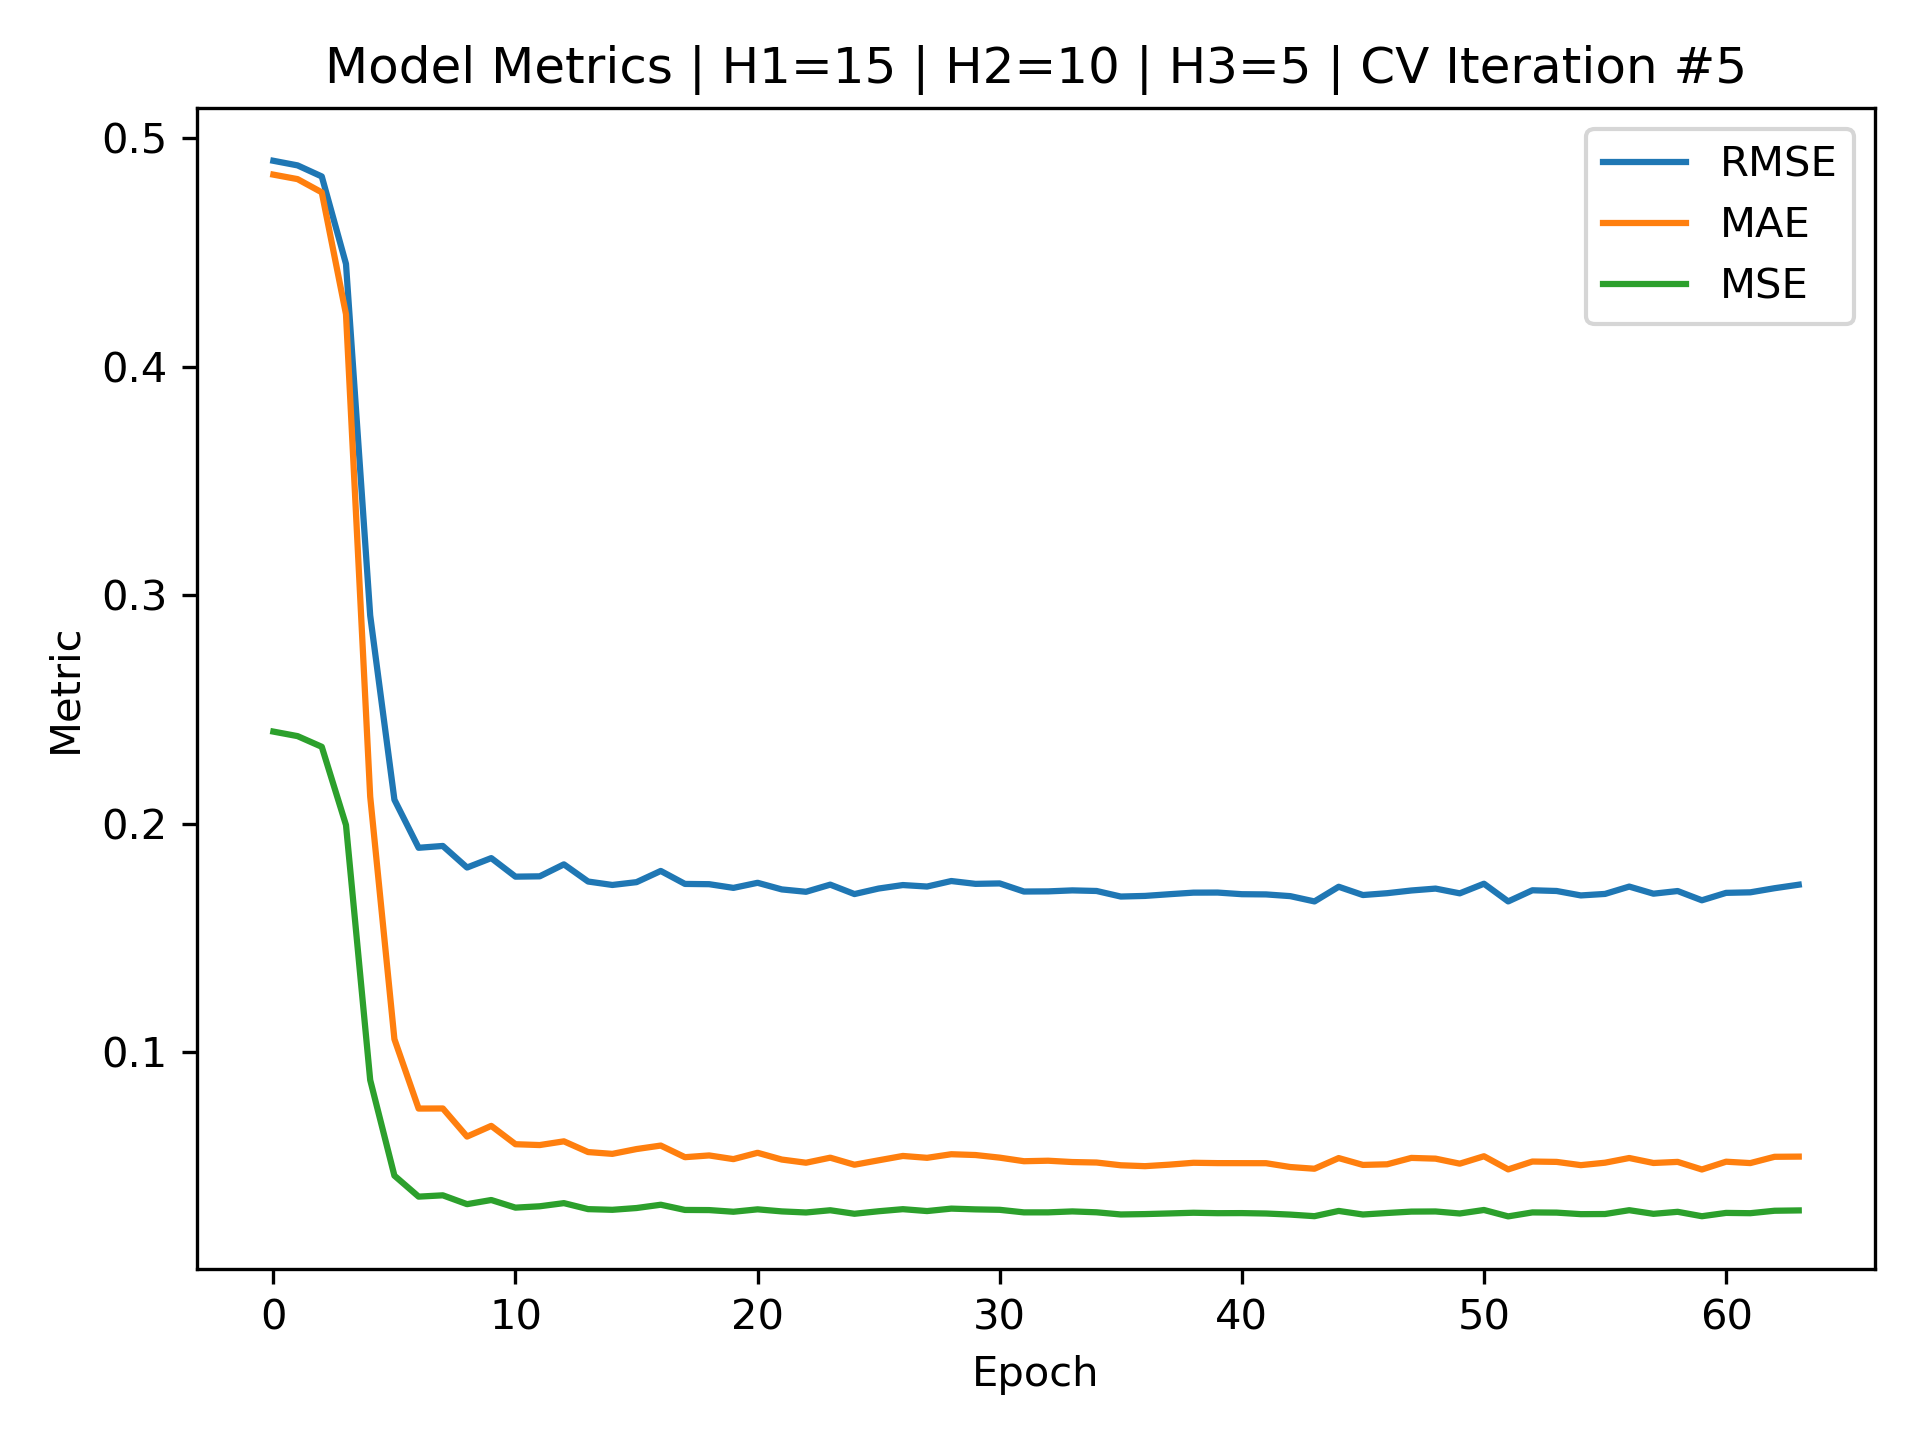 Model Metrics | H1=15 | H2=10 | H3=5 | CV Iteration #5
RMSE
MAE
MSE
0.5
0.4
0.3
0.2
0.1
Metric
0 10 20 30 40 50 60
Epoch